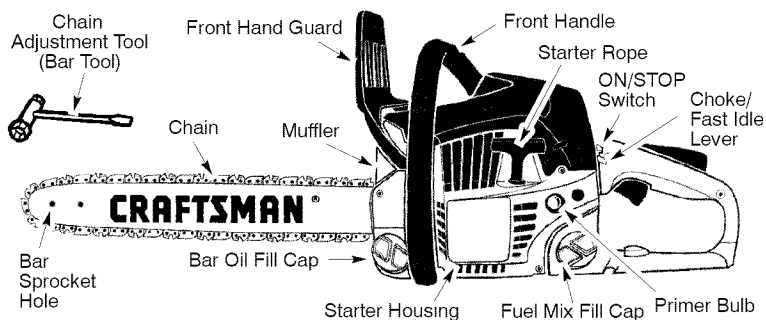 Chain
Adjustment Tool
(Bar Tool)
Front Hand Guard
Front Handle
Starter Rope
ON/STOP
Switch
Choke/
Fast Idle
Lever
Chain
Muffler
CRAFTSMAN®
Bar
Sprocket
Hole
Bar Oil Fill Cap
Starter Housing
Fuel Mix Fill Cap
Primer Bulb